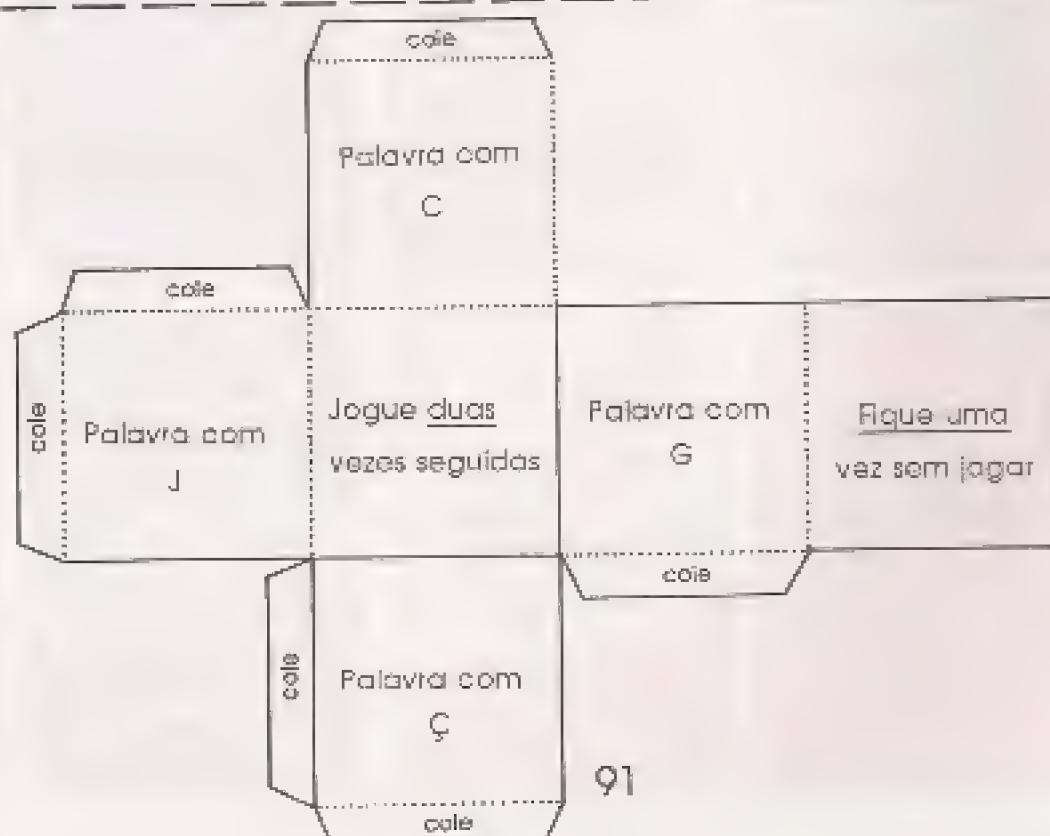 cole
Palavra com
C
cole
cole
Palavra com
J
Jogue duas
vezes seguidas
Palavra com
G
Fique uma
vez sem jogar
cole
cole
Palavra com
Ç
91
cole